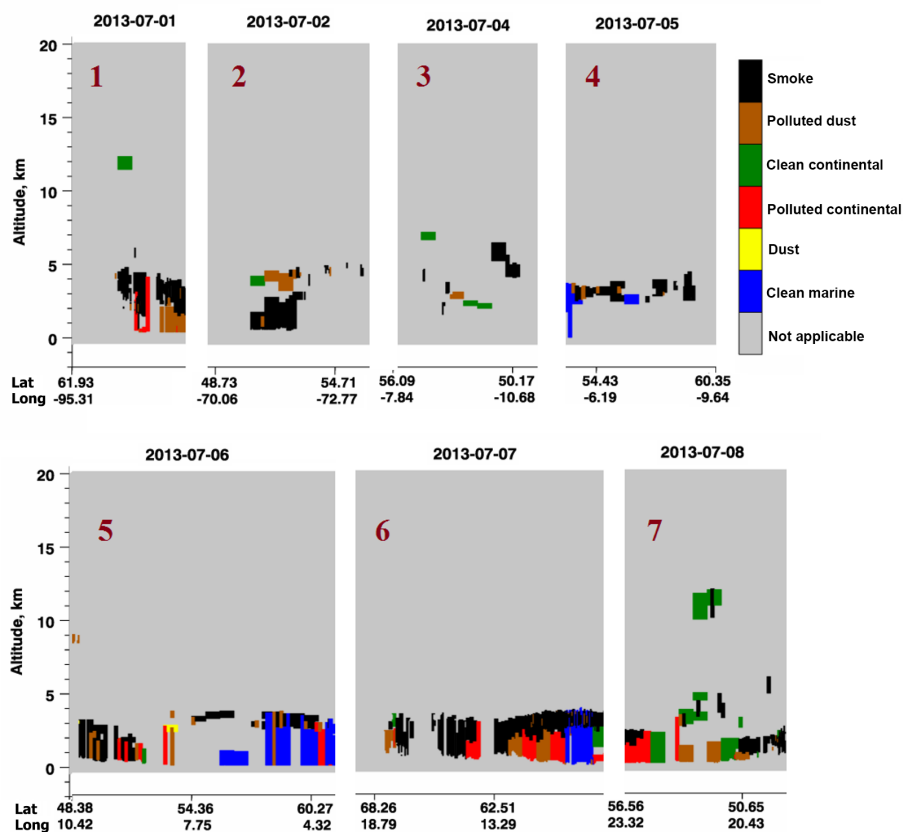 2013-07-01 2013-07-02 2013-07-04 2013-07-05
20
15
10
5
0
Altitude, km
1 2 3 4
Smoke
Polluted dust
Clean continental
Polluted continental
Dust
Clean marine
Not applicable
Lat 61.93 48.73 54.71 56.09 50.17 54.43 60.35
Long -95.31 -70.06 -72.77 -7.84 -10.68 -6.19 -9.64
2013-07-06 2013-07-07 2013-07-08
20
15
10
5
0
Altitude, km
5 6 7
Lat 48.38 54.36 60.27 68.26 62.51 56.56 50.65
Long 10.42 7.75 4.32 18.79 13.29 23.32 20.43